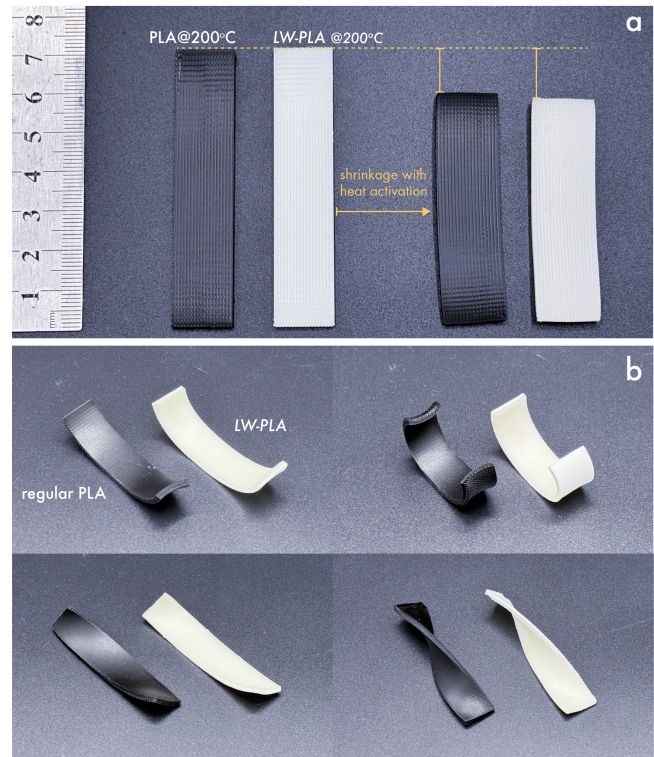 a
PLA@200°C
LW-PLA @200°C
8
7
6
5
4
3
2
1
mm
shrinkage with
heat activation
b
LW-PLA
regular PLA